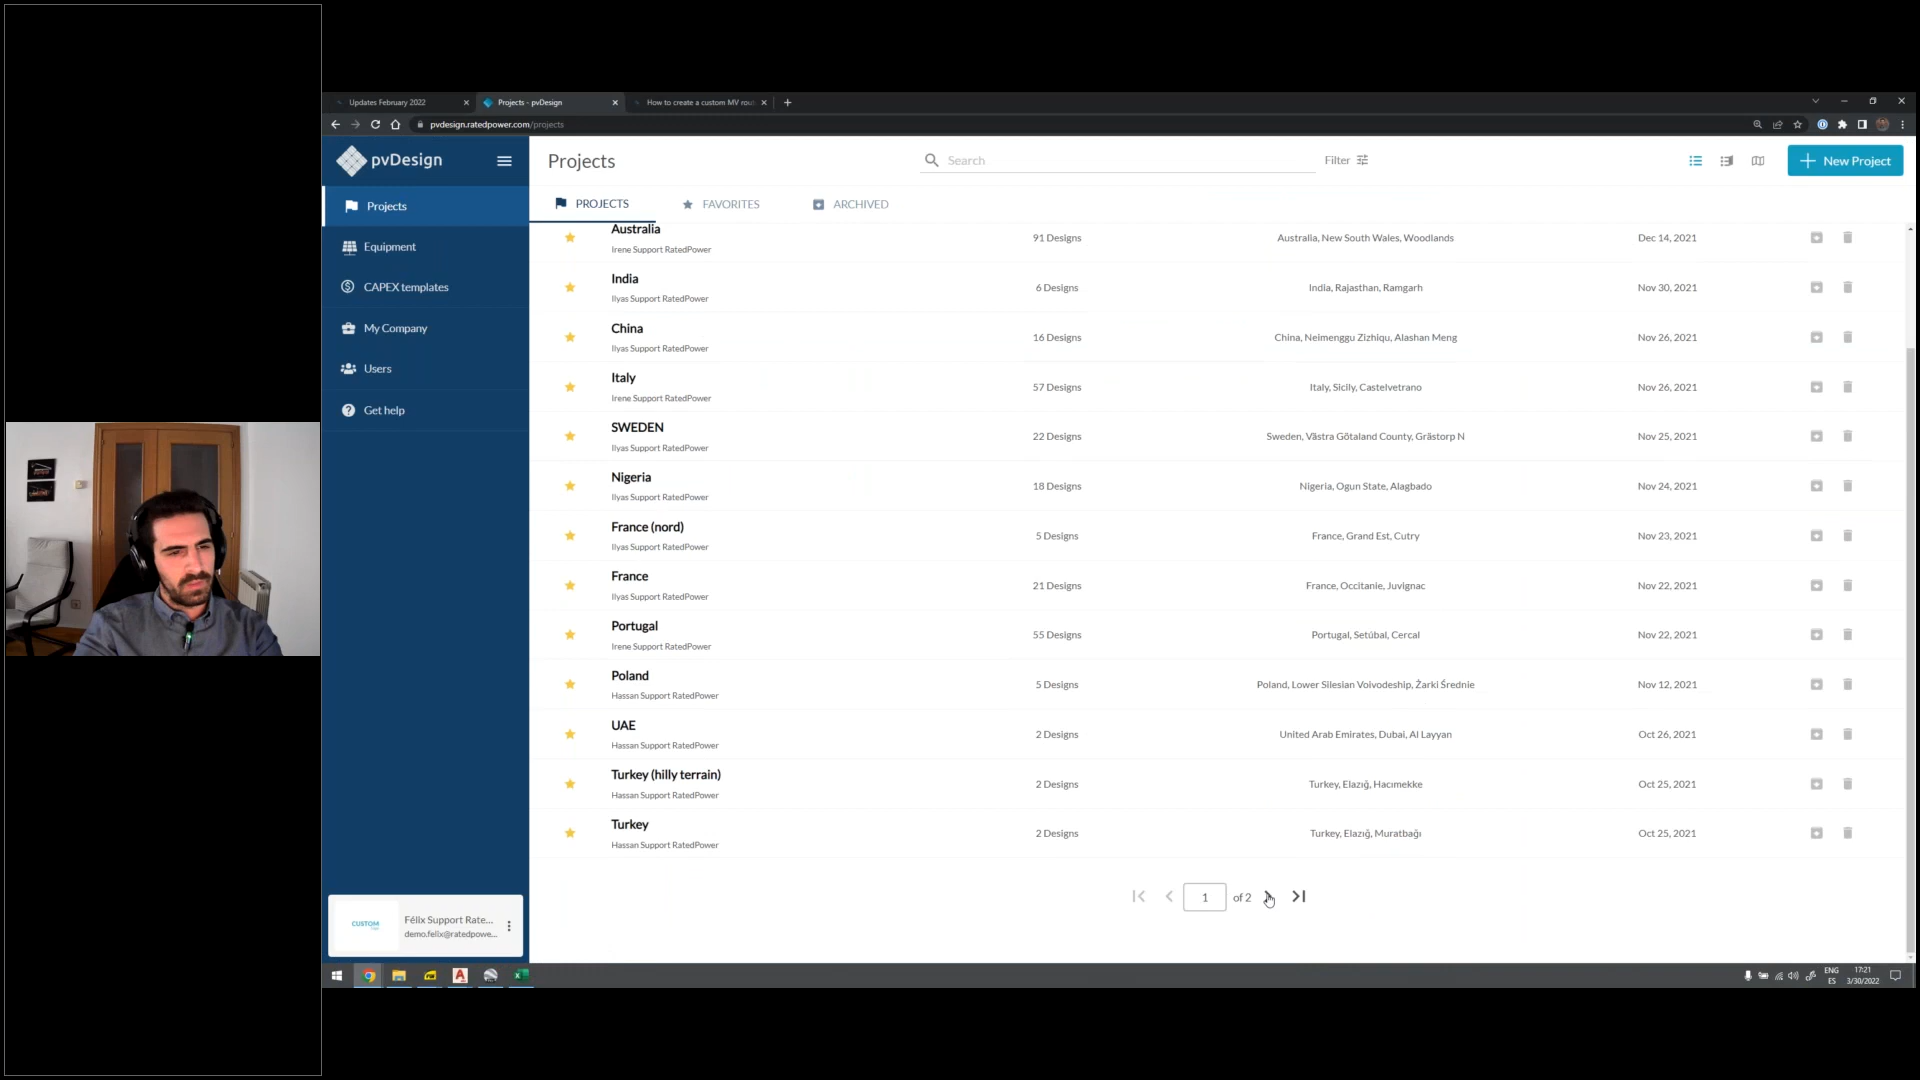 Updates February 2022
Projects - pvDesign
How to create a custom MV rou
pvdesign.ratedpower.com/projects
pvDesign
Projects
Search
Filter
New Project
Projects
Equipment
CAPEX templates
My Company
Users
Get help
PROJECTS
FAVORITES
ARCHIVED
Australia
Irene Support RatedPower
91 Designs
Australia, New South Wales, Woodlands
Dec 14, 2021
India
Ilyas Support RatedPower
6 Designs
India, Rajasthan, Ramgarh
Nov 30, 2021
China
Ilyas Support RatedPower
16 Designs
China, Neimenggu Zizhiqu, Alashan Meng
Nov 26, 2021
Italy
Irene Support RatedPower
57 Designs
Italy, Sicily, Castelvetrano
Nov 26, 2021
SWEDEN
Ilyas Support RatedPower
22 Designs
Sweden, Västra Götaland County, Grästorp N
Nov 25, 2021
Nigeria
Ilyas Support RatedPower
18 Designs
Nigeria, Ogun State, Alagbado
Nov 24, 2021
France (nord)
Ilyas Support RatedPower
5 Designs
France, Grand Est, Cutry
Nov 23, 2021
France
Ilyas Support RatedPower
21 Designs
France, Occitanie, Juvignac
Nov 22, 2021
Portugal
Irene Support RatedPower
55 Designs
Portugal, Setúbal, Cercal
Nov 22, 2021
Poland
Hassan Support RatedPower
5 Designs
Poland, Lower Silesian Voivodeship, Żarki Średnie
Nov 12, 2021
UAE
Hassan Support RatedPower
2 Designs
United Arab Emirates, Dubai, Al Layyan
Oct 26, 2021
Turkey (hilly terrain)
Hassan Support RatedPower
2 Designs
Turkey, Elazığ, Hacımekke
Oct 25, 2021
Turkey
Hassan Support RatedPower
2 Designs
Turkey, Elazığ, Muratbağı
Oct 25, 2021
1 of 2
CUSTOM
Félix Support Rate...
demo.felix@ratedpowe...
ENG
ES
17:21
3/30/2022